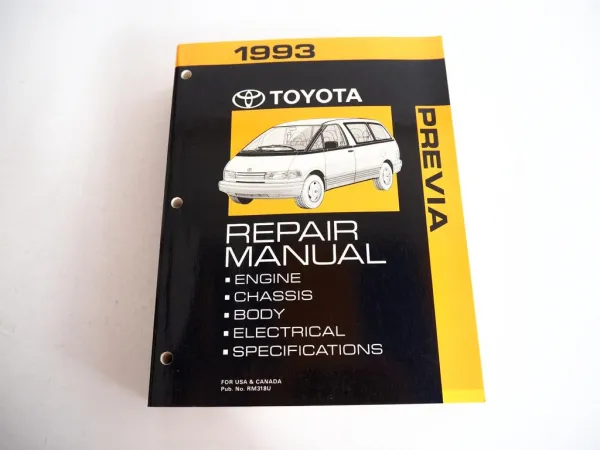 1993
TOYOTA
PREVIA
REPAIR
MANUAL
▪ ENGINE
▪ CHASSIS
▪ BODY
▪ ELECTRICAL
▪ SPECIFICATIONS
FOR USA & CANADA
Pub. No. RM318U